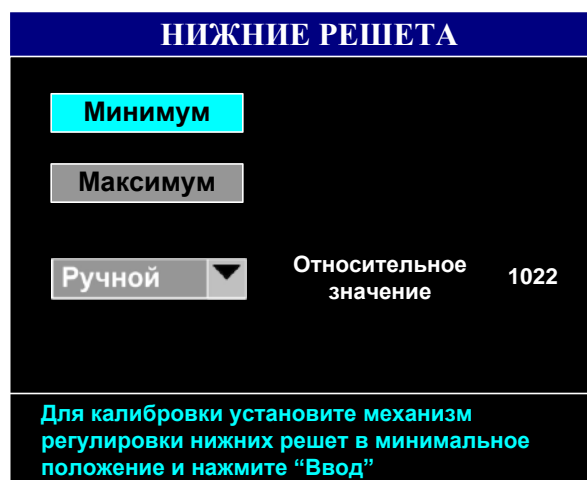 НИЖНИЕ РЕШЕТА
Минимум
Максимум
Ручной
Относительное
значение
1022
Для калибровки установите механизм
регулировки нижних решет в минимальное
положение и нажмите “Ввод”